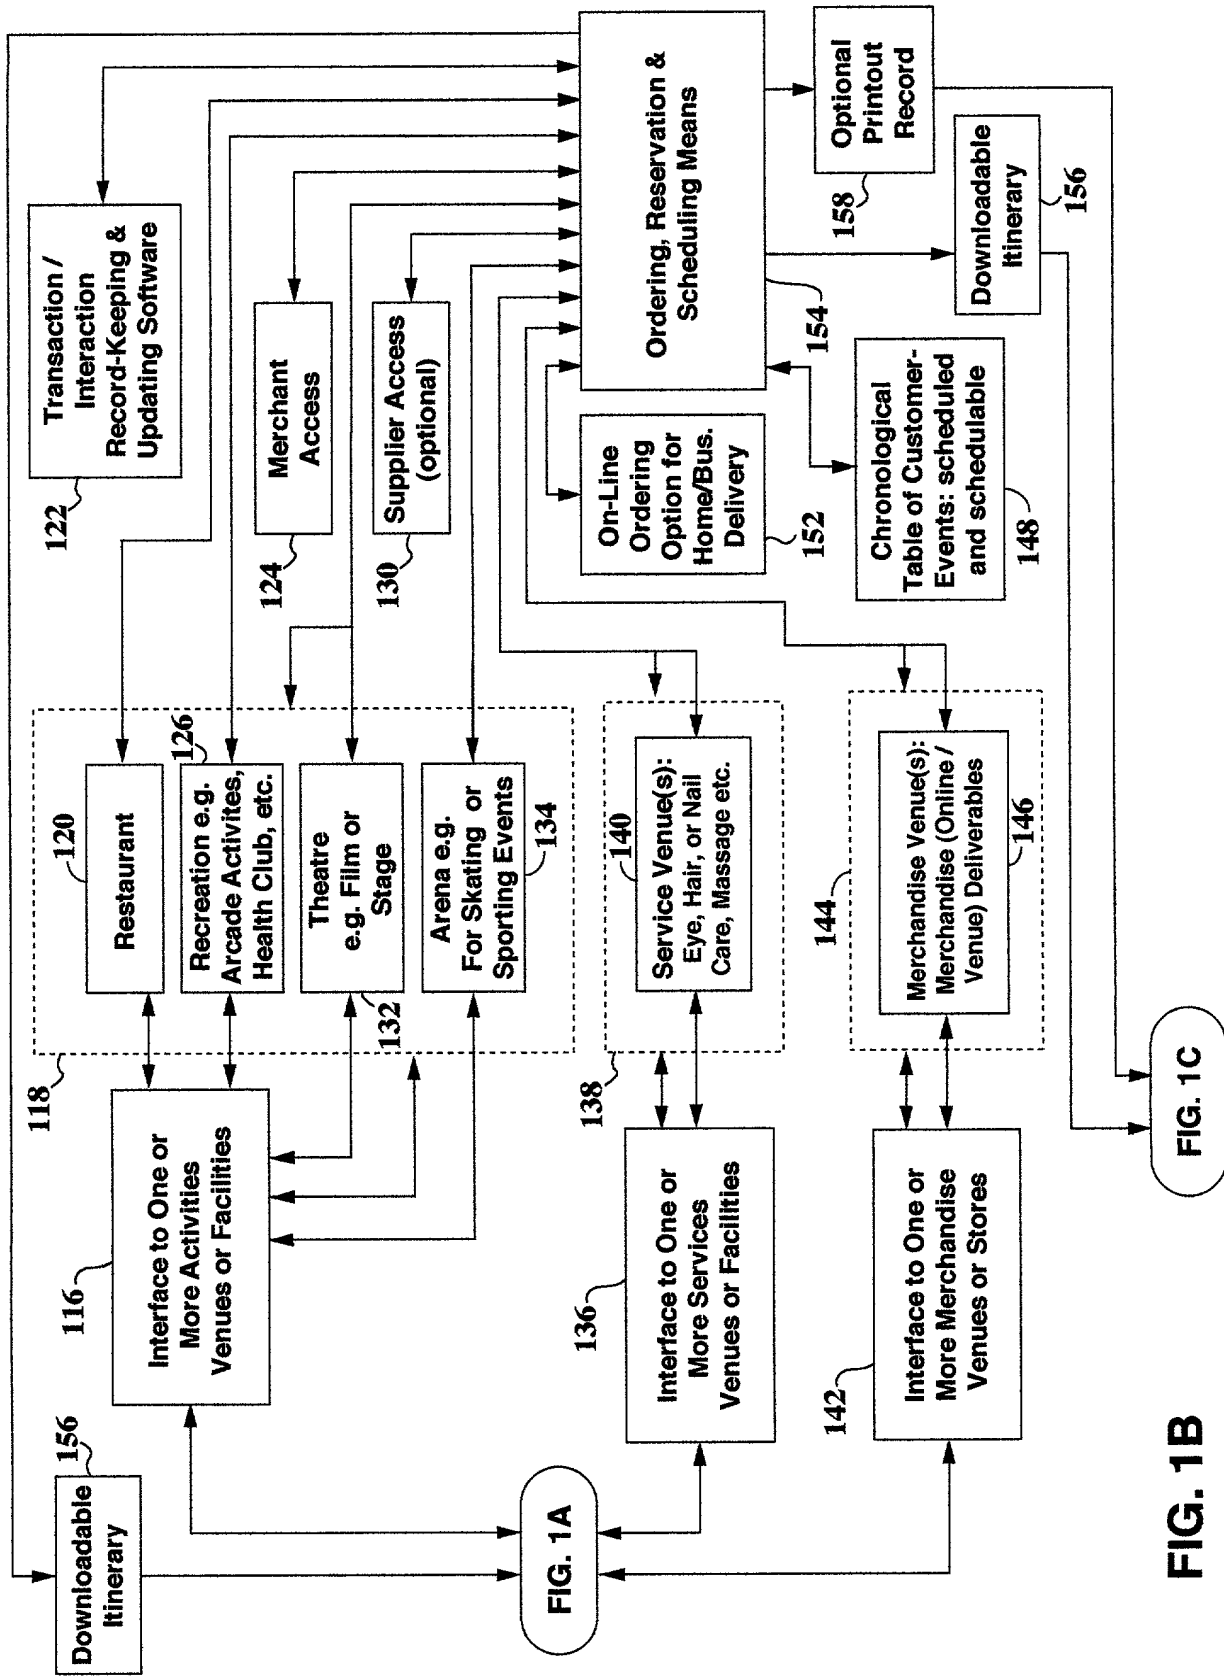 Downloadable
Itinerary
156
FIG. 1A
116
Interface to One or
More Activities
Venues or Facilities
136
Interface to One or
More Services
Venues or Facilities
142
Interface to One or
More Merchandise
Venues or Stores
118
120
Restaurant
126
Recreation e.g.
Arcade Activites,
Health Club, etc.
Theatre
e.g. Film or
Stage
132
Arena e.g.
For Skating or
Sporting Events
134
138
140
Service Venue(s):
Eye, Hair, or Nail
Care, Massage etc.
144
Merchandise Venue(s):
Merchandise (Online /
Venue) Deliverables
146
FIG. 1C
122
Transaction /
Interaction
Record-Keeping &
Updating Software
124
Merchant
Access
130
Supplier Access
(optional)
On-Line
Ordering
Option for
Home/Bus.
Delivery
152
Chronological
Table of Customer-
Events: scheduled
and schedulable
148
Ordering, Reservation &
Scheduling Means
154
Optional
Printout
Record
158
Downloadable
Itinerary
156
FIG. 1B